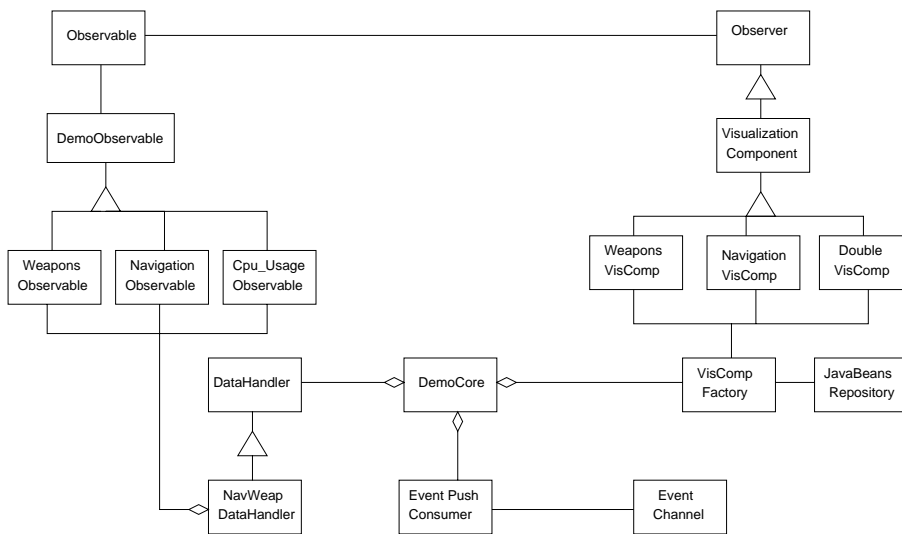 Observable
Observer
DemoObservable
Visualization
Component
Weapons
Observable
Navigation
Observable
Cpu_Usage
Observable
Weapons
VisComp
Navigation
VisComp
Double
VisComp
DataHandler
DemoCore
VisComp
Factory
JavaBeans
Repository
NavWeap
DataHandler
Event Push
Consumer
Event
Channel